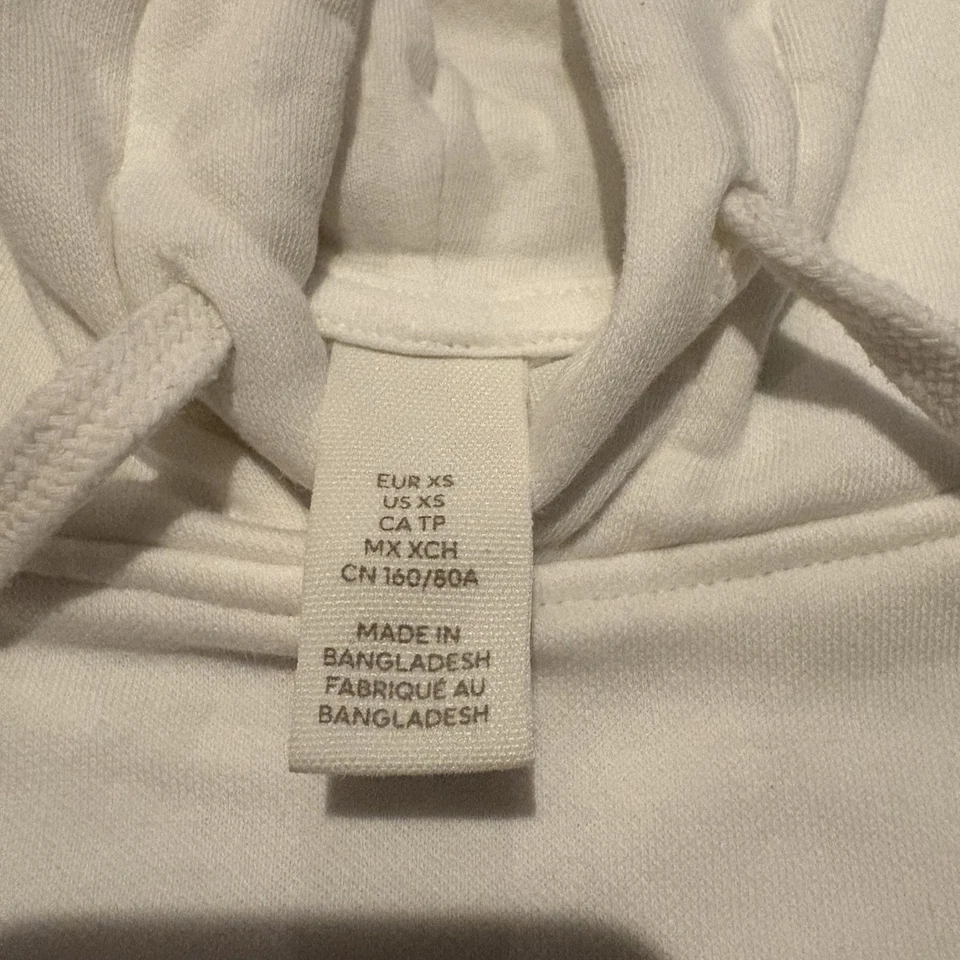 EUR XS
US XS
CA TP
MX XCH
CN 160/80A
MADE IN
BANGLADESH
FABRIQUÉ AU
BANGLADESH